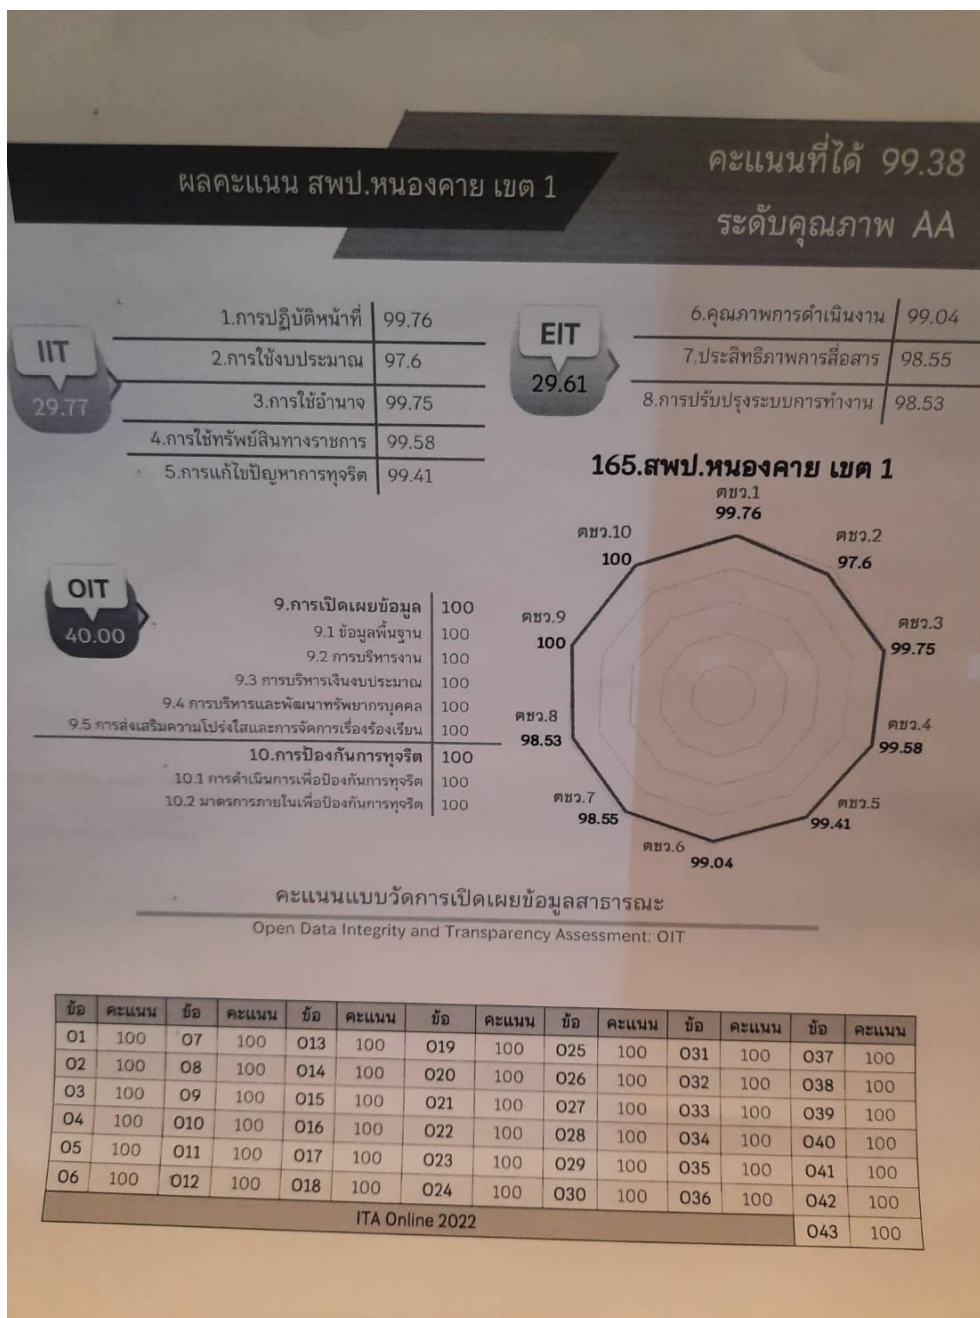 ผลคะแนน สพป.หนองคาย เขต 1
คะแนนที่ได้ 99.38
ระดับคุณภาพ AA
IIT
29.77
1.การปฏิบัติหน้าที่ 99.76
2.การใช้งบประมาณ 97.6
3.การใช้อำนาจ 99.75
4.การใช้ทรัพย์สินทางราชการ 99.58
5.การแก้ไขปัญหาการทุจริต 99.41
EIT
29.61
6.คุณภาพการดำเนินงาน 99.04
7.ประสิทธิภาพการสื่อสาร 98.55
8.การปรับปรุงระบบการทำงาน 98.53
OIT
40.00
9.การเปิดเผยข้อมูล 100
9.1 ข้อมูลพื้นฐาน 100
9.2 การบริหารงาน 100
9.3 การบริหารเงินงบประมาณ 100
9.4 การบริหารและพัฒนาทรัพยากรบุคคล 100
9.5 การส่งเสริมความโปร่งใสและการจัดการเรื่องร้องเรียน 100
10.การป้องกันการทุจริต 100
10.1 การดำเนินการเพื่อป้องกันการทุจริต 100
10.2 มาตรการภายในเพื่อป้องกันการทุจริต 100
165.สพป.หนองคาย เขต 1
ตชว.1
99.76
ตชว.2
97.6
ตชว.3
99.75
ตชว.4
99.58
ตชว.5
99.41
ตชว.6
99.04
ตชว.7
98.55
ตชว.8
98.53
ตชว.9
100
ตชว.10
100
คะแนนแบบวัดการเปิดเผยข้อมูลสาธารณะ
Open Data Integrity and Transparency Assessment: OIT
ข้อ คะแนน ข้อ คะแนน ข้อ คะแนน ข้อ คะแนน ข้อ คะแนน ข้อ คะแนน ข้อ คะแนน
O1 100 O7 100 O13 100 O19 100 O25 100 O31 100 O37 100
O2 100 O8 100 O14 100 O20 100 O26 100 O32 100 O38 100
O3 100 O9 100 O15 100 O21 100 O27 100 O33 100 O39 100
O4 100 O10 100 O16 100 O22 100 O28 100 O34 100 O40 100
O5 100 O11 100 O17 100 O23 100 O29 100 O35 100 O41 100
O6 100 O12 100 O18 100 O24 100 O30 100 O36 100 O42 100
ITA Online 2022 O43 100